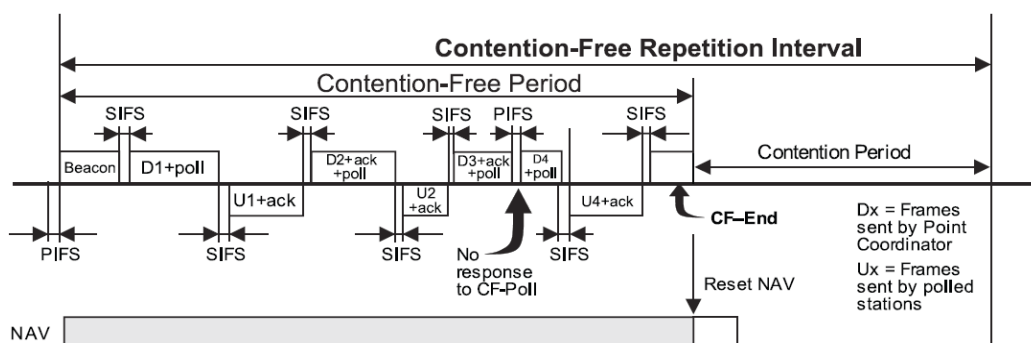 Contention-Free Repetition Interval
Contention-Free Period
SIFS
SIFS
SIFS
PIFS
SIFS
Contention Period
Beacon
D1+poll
D2+ack
+poll
D3+ack
+poll
D4
+poll
U1+ack
U2
+ack
U4+ack
CF–End
PIFS
SIFS
SIFS
No
response
to CF-Poll
SIFS
Dx = Frames
sent by Point
Coordinator
Ux = Frames
sent by polled
stations
Reset NAV
NAV